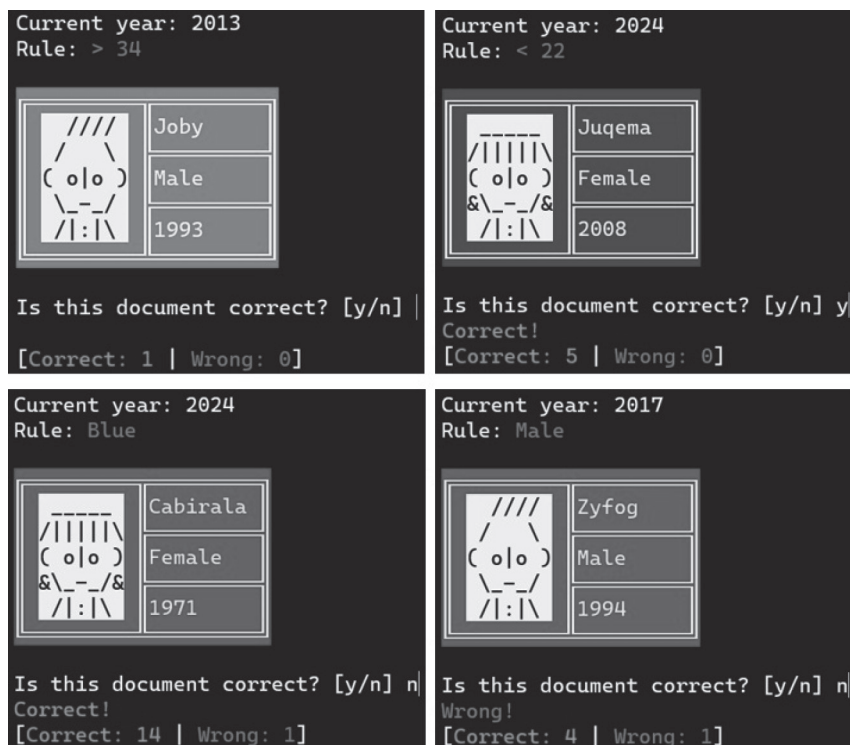 Current year: 2013
Rule: > 34
////
/ \
( o|o )
\_-_/
/|:|\
Joby
Male
1993
Is this document correct? [y/n]
[Correct: 1 | Wrong: 0]
Current year: 2024
Rule: < 22
_____
/|||||\
( o|o )
&\_-_/&
/|:|\
Juqema
Female
2008
Is this document correct? [y/n] y
Correct!
[Correct: 5 | Wrong: 0]
Current year: 2024
Rule: Blue
_____
/|||||\
( o|o )
&\_-_/&
/|:|\
Cabirala
Female
1971
Is this document correct? [y/n] n
Correct!
[Correct: 14 | Wrong: 1]
Current year: 2017
Rule: Male
////
/ \
( o|o )
\_-_/
/|:|\
Zyfog
Male
1994
Is this document correct? [y/n] n
Wrong!
[Correct: 4 | Wrong: 1]